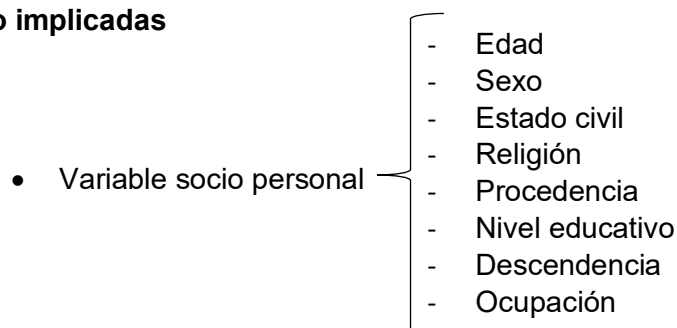 o implicadas
• Variable socio personal
- Edad
- Sexo
- Estado civil
- Religión
- Procedencia
- Nivel educativo
- Descendencia
- Ocupación